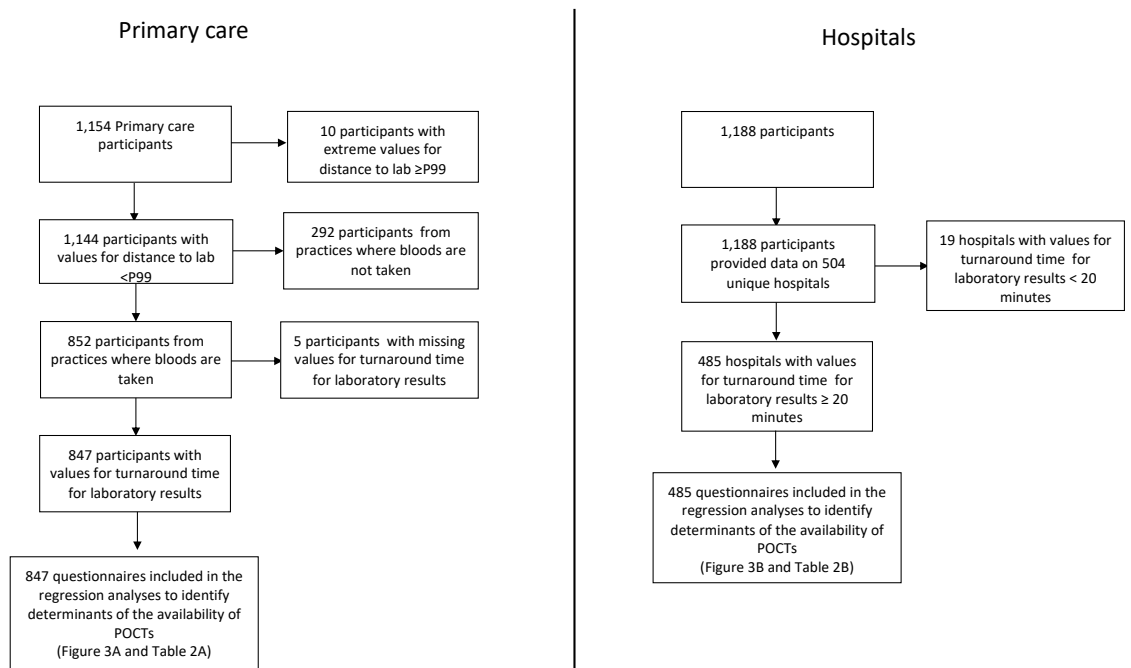 Primary care
1,154 Primary care
participants
10 participants with
extreme values for
distance to lab ≥P99
1,144 participants with
values for distance to lab
<P99
292 participants from
practices where bloods are
not taken
852 participants from
practices where bloods are
taken
5 participants with missing
values for turnaround time
for laboratory results
847 participants with
values for turnaround time
for laboratory results
847 questionnaires included in the
regression analyses to identify
determinants of the availability of
POCTs
(Figure 3A and Table 2A)
Hospitals
1,188 participants
1,188 participants
provided data on 504
unique hospitals
19 hospitals with values for
turnaround time for
laboratory results < 20
minutes
485 hospitals with values
for turnaround time for
laboratory results ≥ 20
minutes
485 questionnaires included in the
regression analyses to identify
determinants of the availability of
POCTs
(Figure 3B and Table 2B)